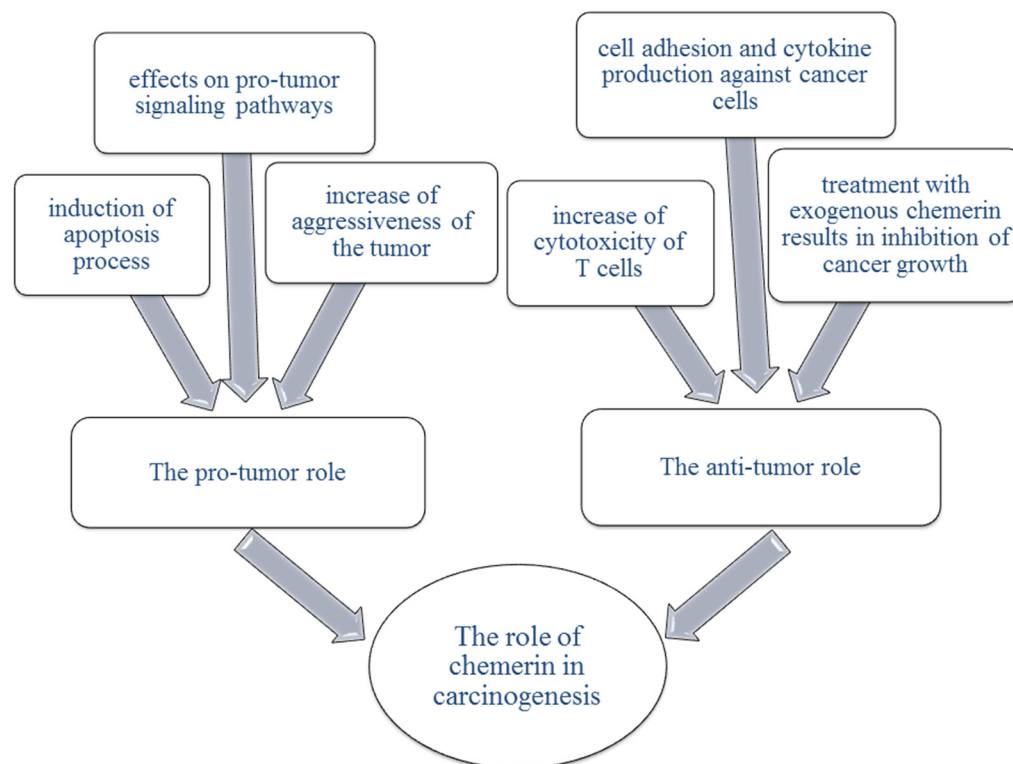 effects on pro-tumor
signaling pathways
induction of
apoptosis
process
increase of
aggressiveness of
the tumor
The pro-tumor role
cell adhesion and cytokine
production against cancer
cells
increase of
cytotoxicity of
T cells
treatment with
exogenous chemerin
results in inhibition of
cancer growth
The anti-tumor role
The role of
chemerin in
carcinogenesis